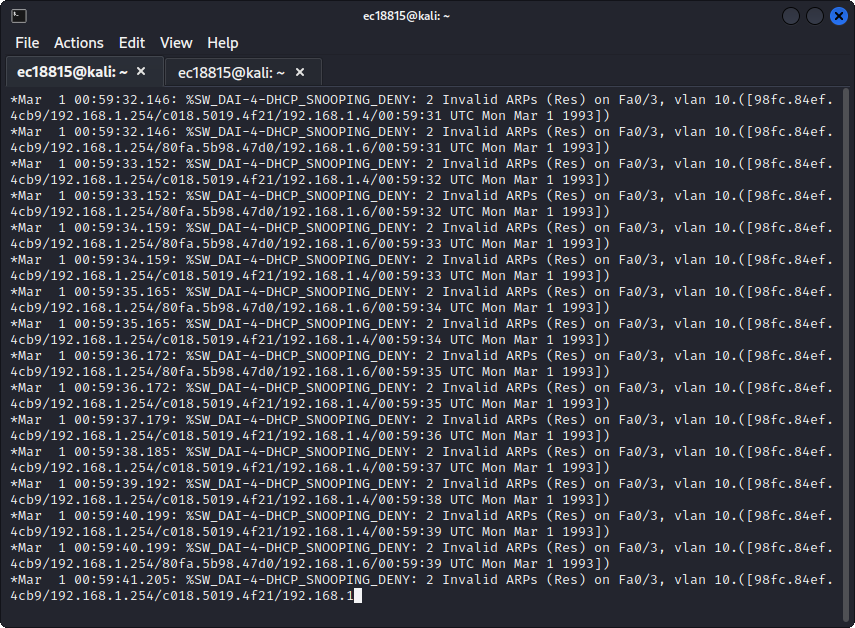 ec18815@kali: ~
File Actions Edit View Help
ec18815@kali: ~ × ec18815@kali: ~ ×
*Mar  1 00:59:32.146: %SW_DAI-4-DHCP_SNOOPING_DENY: 2 Invalid ARPs (Res) on Fa0/3, vlan 10.([98fc.84ef.
4cb9/192.168.1.254/c018.5019.4f21/192.168.1.4/00:59:31 UTC Mon Mar 1 1993])
*Mar  1 00:59:32.146: %SW_DAI-4-DHCP_SNOOPING_DENY: 2 Invalid ARPs (Res) on Fa0/3, vlan 10.([98fc.84ef.
4cb9/192.168.1.254/80fa.5b98.47d0/192.168.1.6/00:59:31 UTC Mon Mar 1 1993])
*Mar  1 00:59:33.152: %SW_DAI-4-DHCP_SNOOPING_DENY: 2 Invalid ARPs (Res) on Fa0/3, vlan 10.([98fc.84ef.
4cb9/192.168.1.254/c018.5019.4f21/192.168.1.4/00:59:32 UTC Mon Mar 1 1993])
*Mar  1 00:59:33.152: %SW_DAI-4-DHCP_SNOOPING_DENY: 2 Invalid ARPs (Res) on Fa0/3, vlan 10.([98fc.84ef.
4cb9/192.168.1.254/80fa.5b98.47d0/192.168.1.6/00:59:32 UTC Mon Mar 1 1993])
*Mar  1 00:59:34.159: %SW_DAI-4-DHCP_SNOOPING_DENY: 2 Invalid ARPs (Res) on Fa0/3, vlan 10.([98fc.84ef.
4cb9/192.168.1.254/80fa.5b98.47d0/192.168.1.6/00:59:33 UTC Mon Mar 1 1993])
*Mar  1 00:59:34.159: %SW_DAI-4-DHCP_SNOOPING_DENY: 2 Invalid ARPs (Res) on Fa0/3, vlan 10.([98fc.84ef.
4cb9/192.168.1.254/c018.5019.4f21/192.168.1.4/00:59:33 UTC Mon Mar 1 1993])
*Mar  1 00:59:35.165: %SW_DAI-4-DHCP_SNOOPING_DENY: 2 Invalid ARPs (Res) on Fa0/3, vlan 10.([98fc.84ef.
4cb9/192.168.1.254/80fa.5b98.47d0/192.168.1.6/00:59:34 UTC Mon Mar 1 1993])
*Mar  1 00:59:35.165: %SW_DAI-4-DHCP_SNOOPING_DENY: 2 Invalid ARPs (Res) on Fa0/3, vlan 10.([98fc.84ef.
4cb9/192.168.1.254/c018.5019.4f21/192.168.1.4/00:59:34 UTC Mon Mar 1 1993])
*Mar  1 00:59:36.172: %SW_DAI-4-DHCP_SNOOPING_DENY: 2 Invalid ARPs (Res) on Fa0/3, vlan 10.([98fc.84ef.
4cb9/192.168.1.254/80fa.5b98.47d0/192.168.1.6/00:59:35 UTC Mon Mar 1 1993])
*Mar  1 00:59:36.172: %SW_DAI-4-DHCP_SNOOPING_DENY: 2 Invalid ARPs (Res) on Fa0/3, vlan 10.([98fc.84ef.
4cb9/192.168.1.254/c018.5019.4f21/192.168.1.4/00:59:35 UTC Mon Mar 1 1993])
*Mar  1 00:59:37.179: %SW_DAI-4-DHCP_SNOOPING_DENY: 2 Invalid ARPs (Res) on Fa0/3, vlan 10.([98fc.84ef.
4cb9/192.168.1.254/c018.5019.4f21/192.168.1.4/00:59:36 UTC Mon Mar 1 1993])
*Mar  1 00:59:38.185: %SW_DAI-4-DHCP_SNOOPING_DENY: 2 Invalid ARPs (Res) on Fa0/3, vlan 10.([98fc.84ef.
4cb9/192.168.1.254/c018.5019.4f21/192.168.1.4/00:59:37 UTC Mon Mar 1 1993])
*Mar  1 00:59:39.192: %SW_DAI-4-DHCP_SNOOPING_DENY: 2 Invalid ARPs (Res) on Fa0/3, vlan 10.([98fc.84ef.
4cb9/192.168.1.254/c018.5019.4f21/192.168.1.4/00:59:38 UTC Mon Mar 1 1993])
*Mar  1 00:59:40.199: %SW_DAI-4-DHCP_SNOOPING_DENY: 2 Invalid ARPs (Res) on Fa0/3, vlan 10.([98fc.84ef.
4cb9/192.168.1.254/c018.5019.4f21/192.168.1.4/00:59:39 UTC Mon Mar 1 1993])
*Mar  1 00:59:40.199: %SW_DAI-4-DHCP_SNOOPING_DENY: 2 Invalid ARPs (Res) on Fa0/3, vlan 10.([98fc.84ef.
4cb9/192.168.1.254/80fa.5b98.47d0/192.168.1.6/00:59:39 UTC Mon Mar 1 1993])
*Mar  1 00:59:41.205: %SW_DAI-4-DHCP_SNOOPING_DENY: 2 Invalid ARPs (Res) on Fa0/3, vlan 10.([98fc.84ef.
4cb9/192.168.1.254/c018.5019.4f21/192.168.1